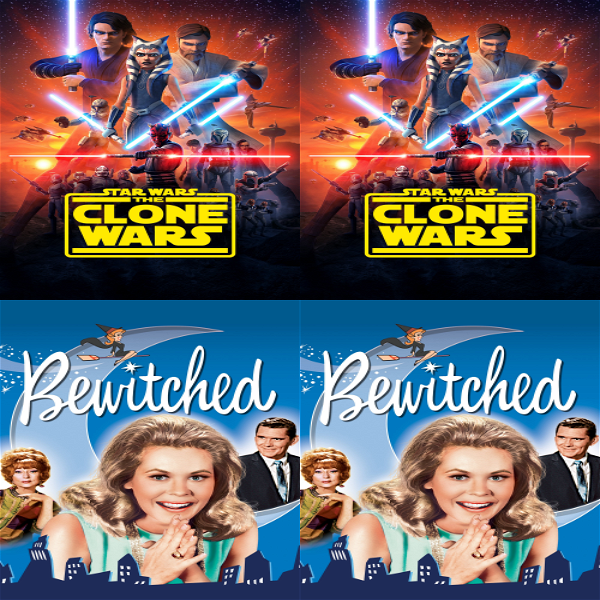 STAR WARS
THE
CLONE
WARS
STAR WARS
THE
CLONE
WARS
Bewitched
Bewitched